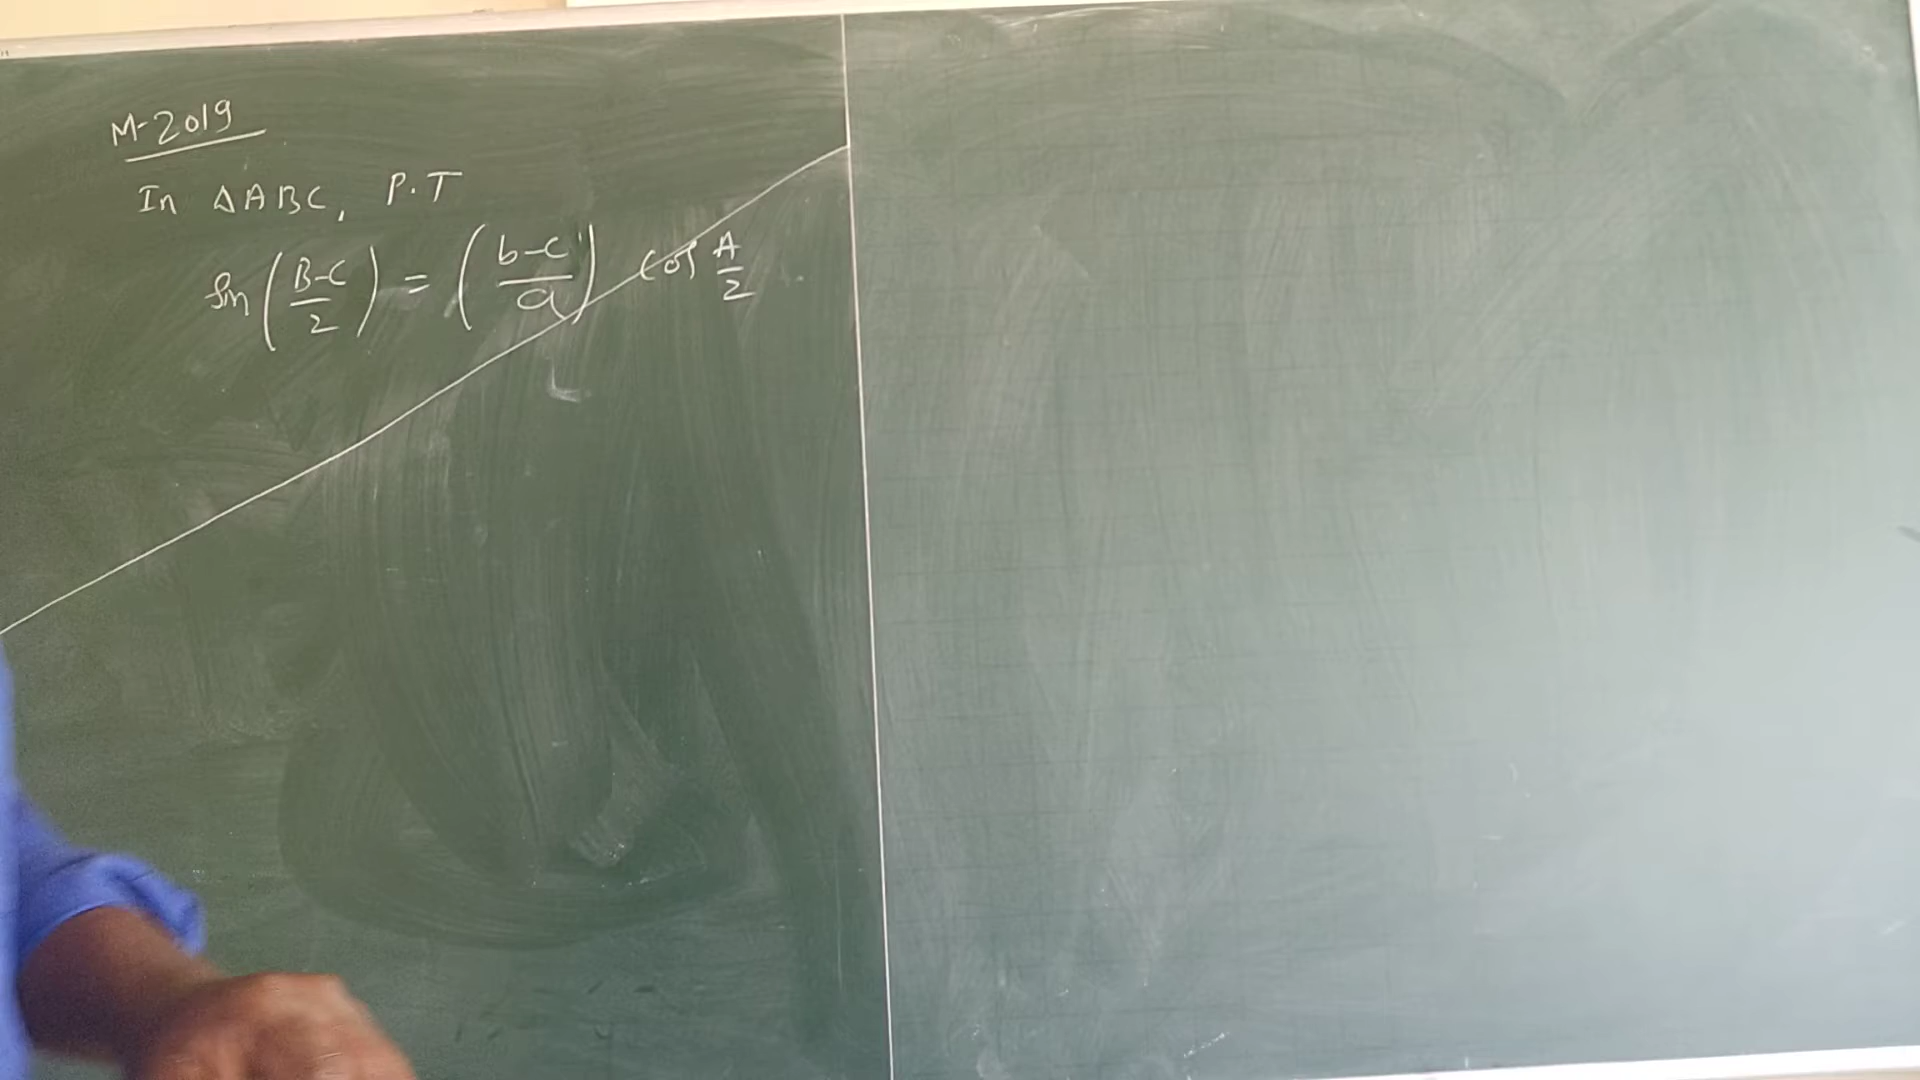 M-2019
In ΔABC, P.T
sin(B-C/2) = (b-c/a) cos A/2